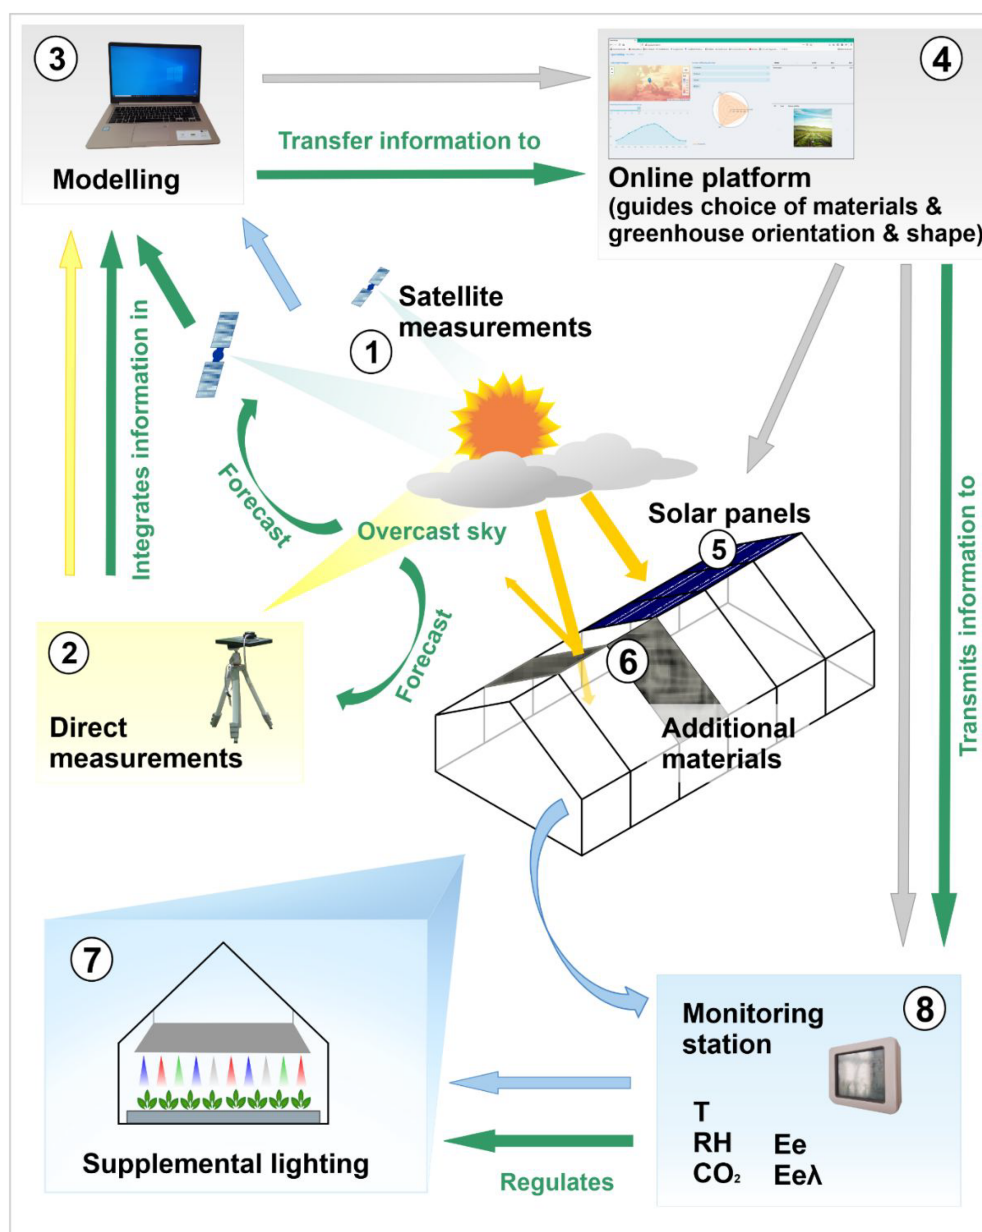 3
Modelling
Transfer information to
4
Online platform
(guides choice of materials &
greenhouse orientation & shape)
Integrates information in
1
Satellite
measurements
Forecast
Overcast sky
Forecast
2
Direct
measurements
Solar panels
5
6
Additional
materials
Transmits information to
7
Supplemental lighting
8
Monitoring
station
T
RH Ee
CO₂ Eeλ
Regulates